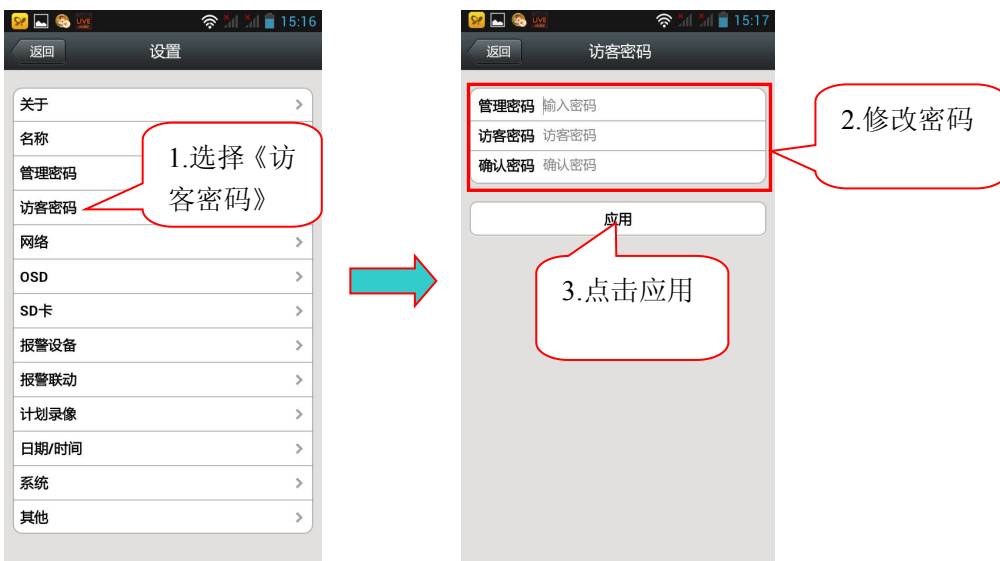 15:16
返回
设置
关于
名称
管理密码
访客密码
网络
OSD
SD卡
报警设备
报警联动
计划录像
日期/时间
系统
其他
1.选择《访
客密码》
LIVE
15:17
返回
访客密码
管理密码 输入密码
访客密码 访客密码
确认密码 确认密码
应用
2.修改密码
3.点击应用